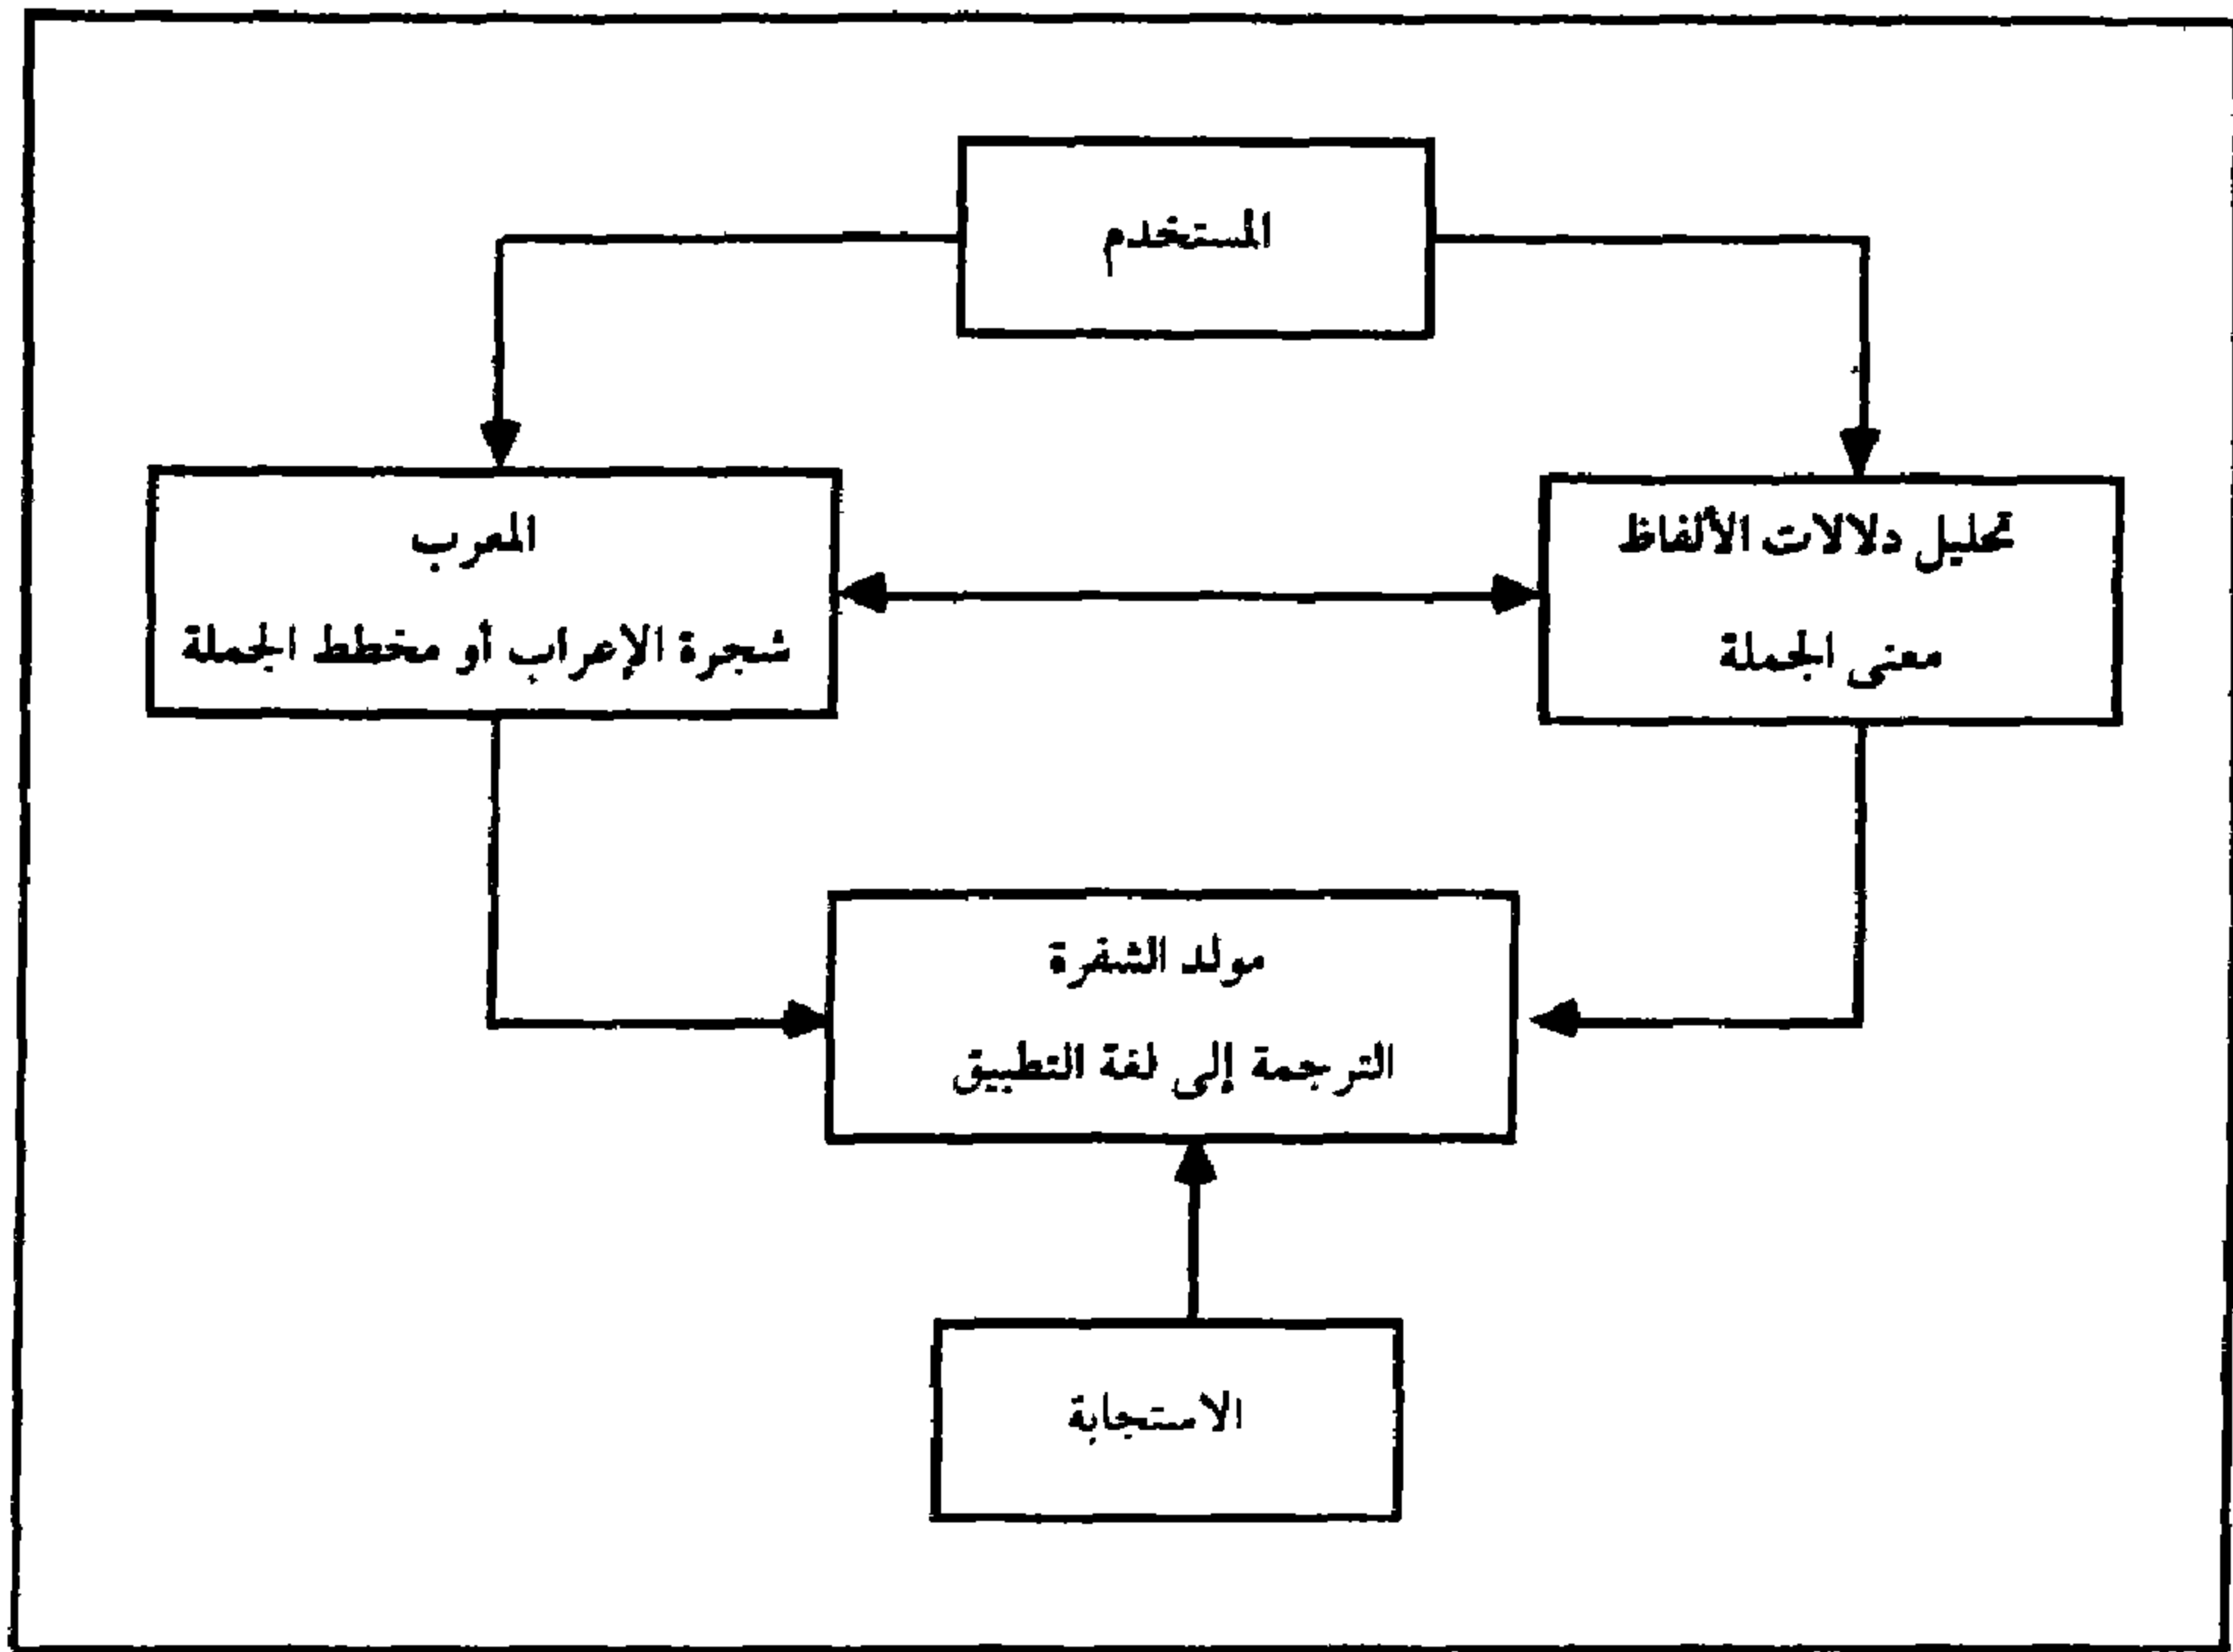 المستخدم
تحليل دلالات الألفاظ
معنى الجملة
المعرب
شجرة الإعراب أو مخطط الجملة
مولد الشفرة
الترجمة إلى لغة التطبيق
الاستجابة